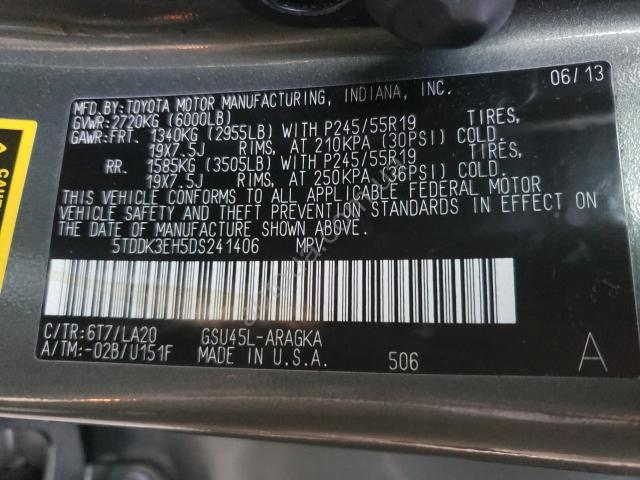 06/13
MFD.BY:TOYOTA MOTOR MANUFACTURING, INDIANA, INC.
GVWR:2720KG (6000LB)
GAWR:FRT. 1340KG (2955LB) WITH P245/55R19 TIRES,
19X7.5J RIMS, AT 210KPA (30PSI) COLD.
RR. 1585KG (3505LB) WITH P245/55R19 TIRES,
19X7.5J RIMS, AT 250KPA (36PSI) COLD.
THIS VEHICLE CONFORMS TO ALL APPLICABLE FEDERAL MOTOR
VEHICLE SAFETY AND THEFT PREVENTION STANDARDS IN EFFECT ON
THE DATE OF MANUFACTURE SHOWN ABOVE.
5TDDK3EH5DS241406 MPV
C/TR:6T7/LA20 GSU45L-ARAGKA
A/TM:-02B/U151F MADE IN U.S.A. 506
A